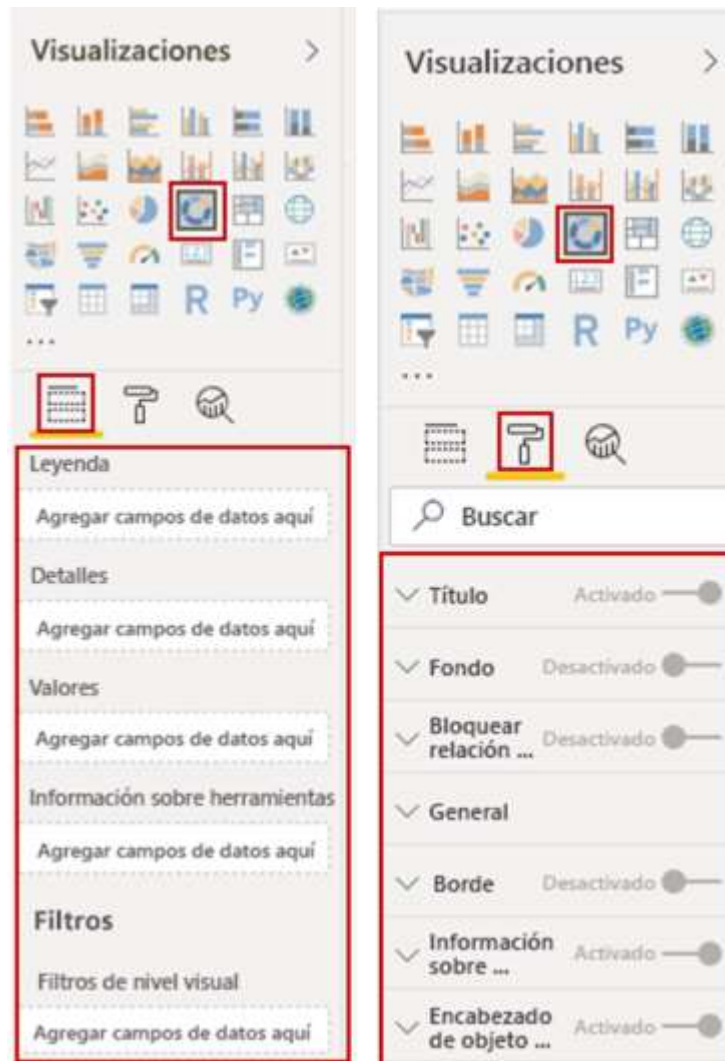 Visualizaciones
R Py
...
Leyenda
Agregar campos de datos aquí
Detalles
Agregar campos de datos aquí
Valores
Agregar campos de datos aquí
Información sobre herramientas
Agregar campos de datos aquí
Filtros
Filtros de nivel visual
Agregar campos de datos aquí
Visualizaciones
R Py
...
Buscar
Título Activado
Fondo Desactivado
Bloquear
relación ... Desactivado
General
Borde Desactivado
Información
sobre ... Activado
Encabezado
de objeto ... Activado